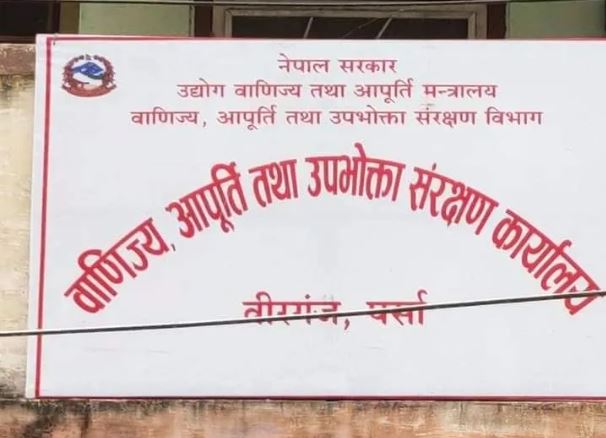 नेपाल सरकार
उद्योग वाणिज्य तथा आपूर्ति मन्त्रालय
वाणिज्य, आपूर्ति तथा उपभोक्ता संरक्षण विभाग
वाणिज्य, आपूर्ति तथा उपभोक्ता संरक्षण कार्यालय
वीरगंज, पर्सा